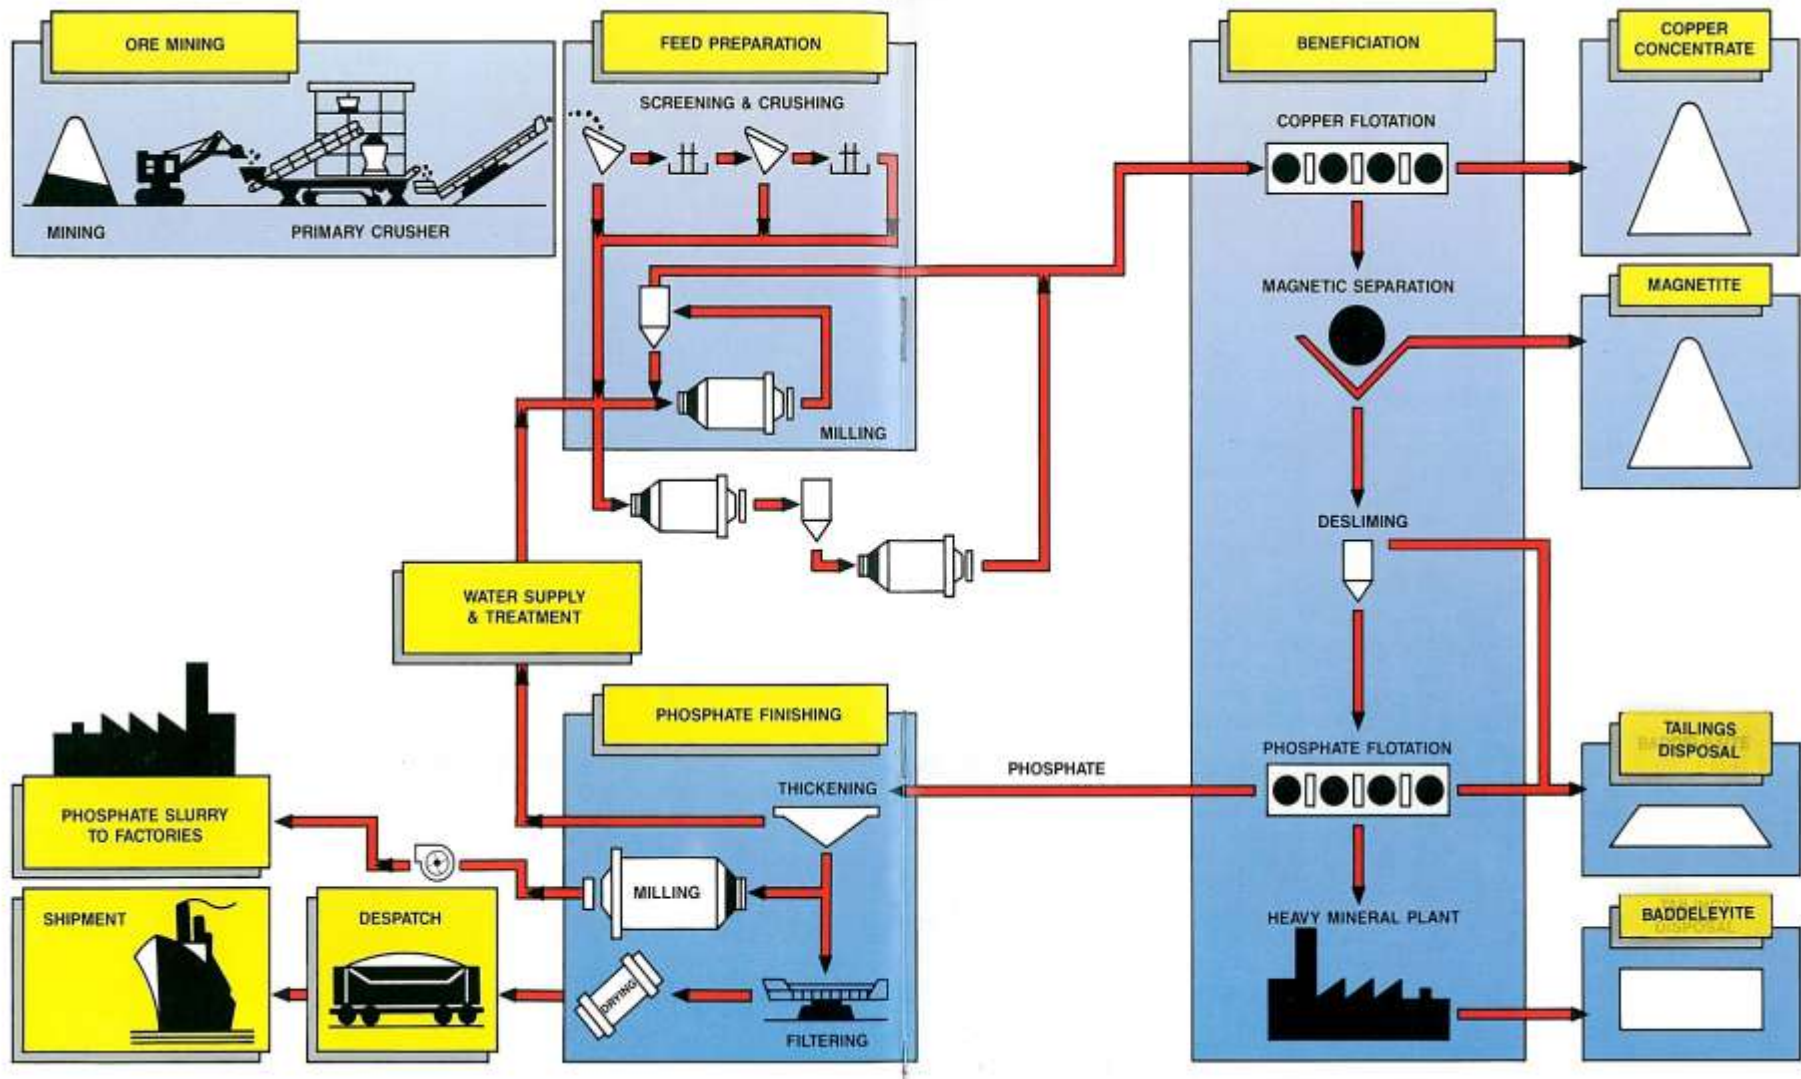 ORE MINING
MINING
PRIMARY CRUSHER
FEED PREPARATION
SCREENING & CRUSHING
MILLING
WATER SUPPLY
& TREATMENT
BENEFICIATION
COPPER FLOTATION
MAGNETIC SEPARATION
DESLIMING
PHOSPHATE FLOTATION
HEAVY MINERAL PLANT
COPPER
CONCENTRATE
MAGNETITE
TAILINGS
DISPOSAL
BADDELEYITE
PHOSPHATE
PHOSPHATE FINISHING
THICKENING
MILLING
DRYING
FILTERING
PHOSPHATE SLURRY
TO FACTORIES
SHIPMENT
DESPATCH